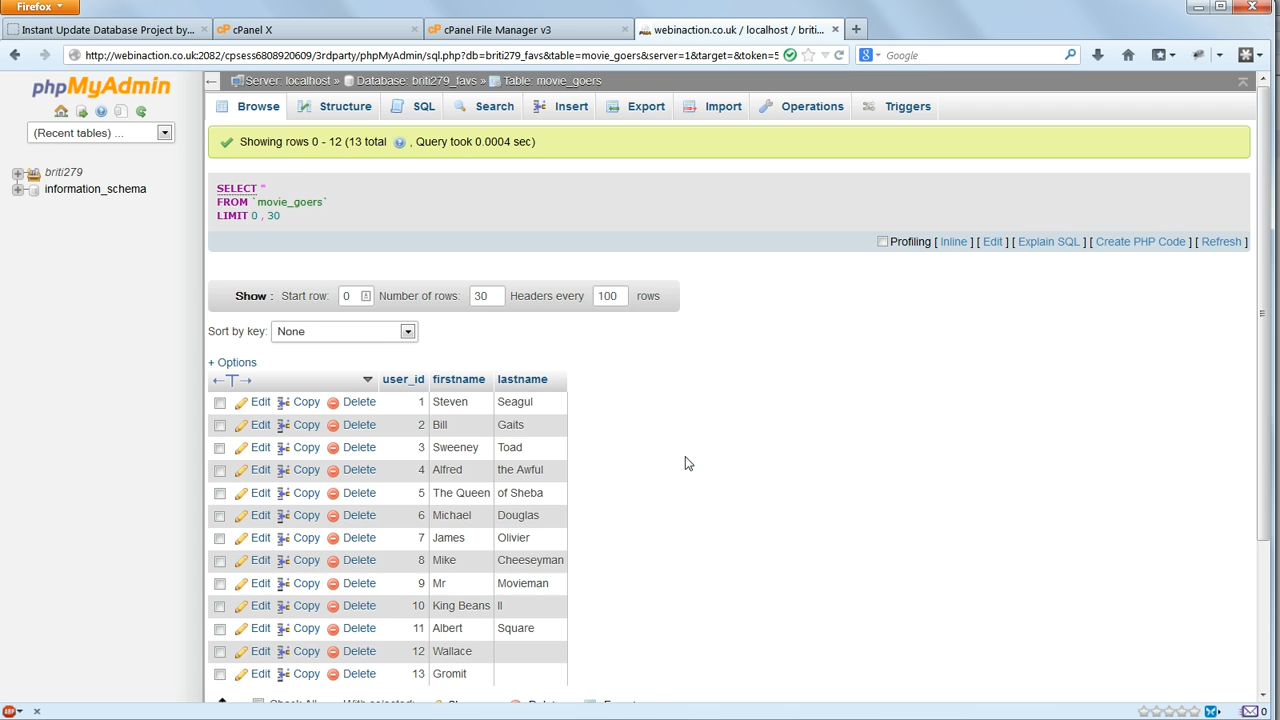 Firefox
Instant Update Database Project by...
cPanel X
cPanel File Manager v3
webinaction.co.uk / localhost / briti...
http://webinaction.co.uk:2082/cpsess6808920609/3rdparty/phpMyAdmin/sql.php?db=briti279_favs&table=movie_goers&server=1&target=&token=5
Google
phpMyAdmin
(Recent tables) ...
briti279
information_schema
Server: localhost » Database: briti279_favs » Table: movie_goers
Browse Structure SQL Search Insert Export Import Operations Triggers
Showing rows 0 - 12 (13 total , Query took 0.0004 sec)
SELECT *
FROM `movie_goers`
LIMIT 0 , 30
Profiling [ Inline ] [ Edit ] [ Explain SQL ] [ Create PHP Code ] [ Refresh ]
Show : Start row: 0 Number of rows: 30 Headers every 100 rows
Sort by key: None
+ Options
←T→ user_id firstname lastname
Edit Copy Delete 1 Steven Seagul
Edit Copy Delete 2 Bill Gaits
Edit Copy Delete 3 Sweeney Toad
Edit Copy Delete 4 Alfred the Awful
Edit Copy Delete 5 The Queen of Sheba
Edit Copy Delete 6 Michael Douglas
Edit Copy Delete 7 James Olivier
Edit Copy Delete 8 Mike Cheeseyman
Edit Copy Delete 9 Mr Movieman
Edit Copy Delete 10 King Beans II
Edit Copy Delete 11 Albert Square
Edit Copy Delete 12 Wallace
Edit Copy Delete 13 Gromit
Check All With selected:
0